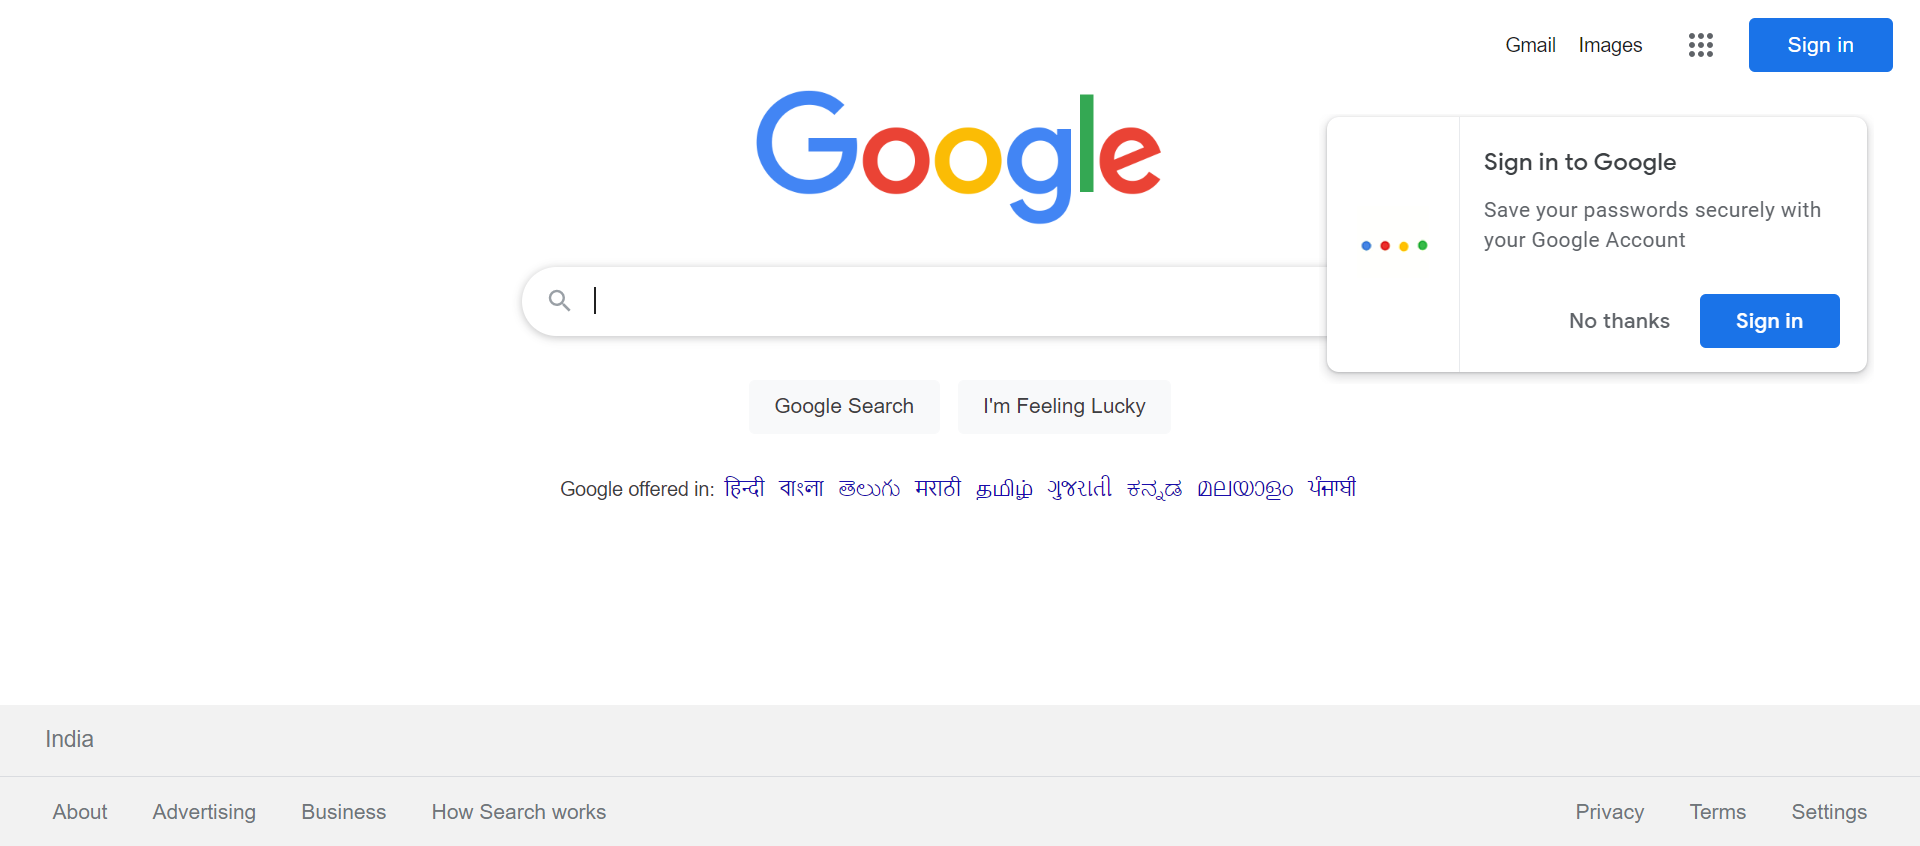 Gmail Images Sign in
Google
Sign in to Google
Save your passwords securely with
your Google Account
No thanks Sign in
Google Search I'm Feeling Lucky
Google offered in: हिन्दी বাংলা తెలుగు मराठी தமிழ் ગુજરાતી ಕನ್ನಡ മലയാളം ਪੰਜਾਬੀ
India
About Advertising Business How Search works Privacy Terms Settings